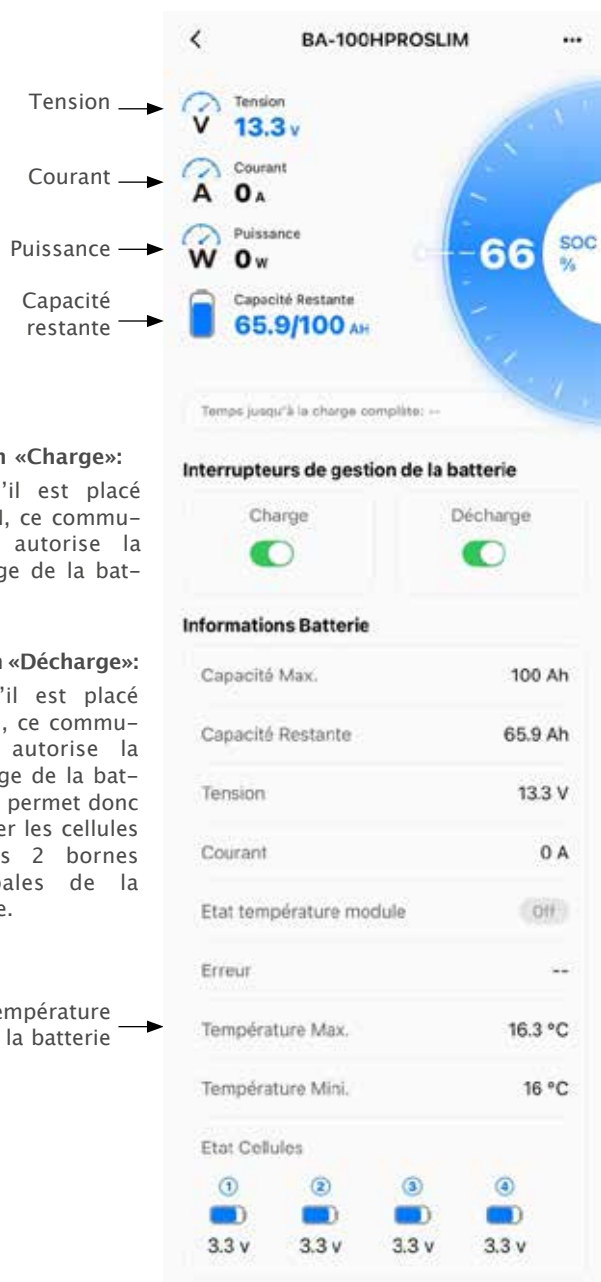 BA-100HPROSLIM
Tension
Tension
V
13.3 V
Courant
Courant
A
0 A
Puissance
Puissance
W
0 W
Capacité
restante
Capacité Restante
65.9/100 AH
66
SOC
%
Temps jusqu'à la charge complète: --
«Charge»:
'il est placé
ce commu-
autorise la
ge de la bat-
«Décharge»:
'il est placé
, ce commu-
autorise la
ge de la bat-
permet donc
er les cellules
s 2 bornes
pales de la
e.
Interrupteurs de gestion de la batterie
Charge
Décharge
Informations Batterie
Capacité Max.
100 Ah
Capacité Restante
65.9 Ah
Tension
13.3 V
Courant
0 A
Etat température module
Off
Erreur
--
empérature
la batterie
Température Max.
16.3 °C
Température Mini.
16 °C
Etat Cellules
1 2 3 4
3.3 v 3.3 v 3.3 v 3.3 v